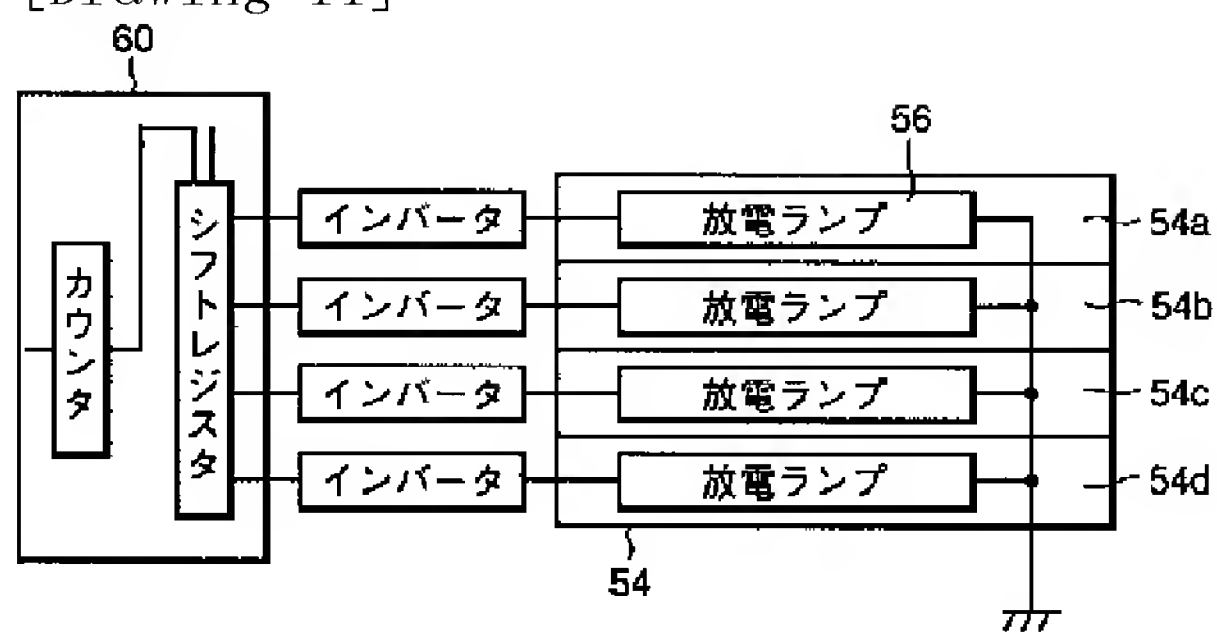 [Drawing 11]
60
56
カウンタ
シフトレジスタ
インバータ
放電ランプ
54a
インバータ
放電ランプ
54b
インバータ
放電ランプ
54c
インバータ
放電ランプ
54d
54